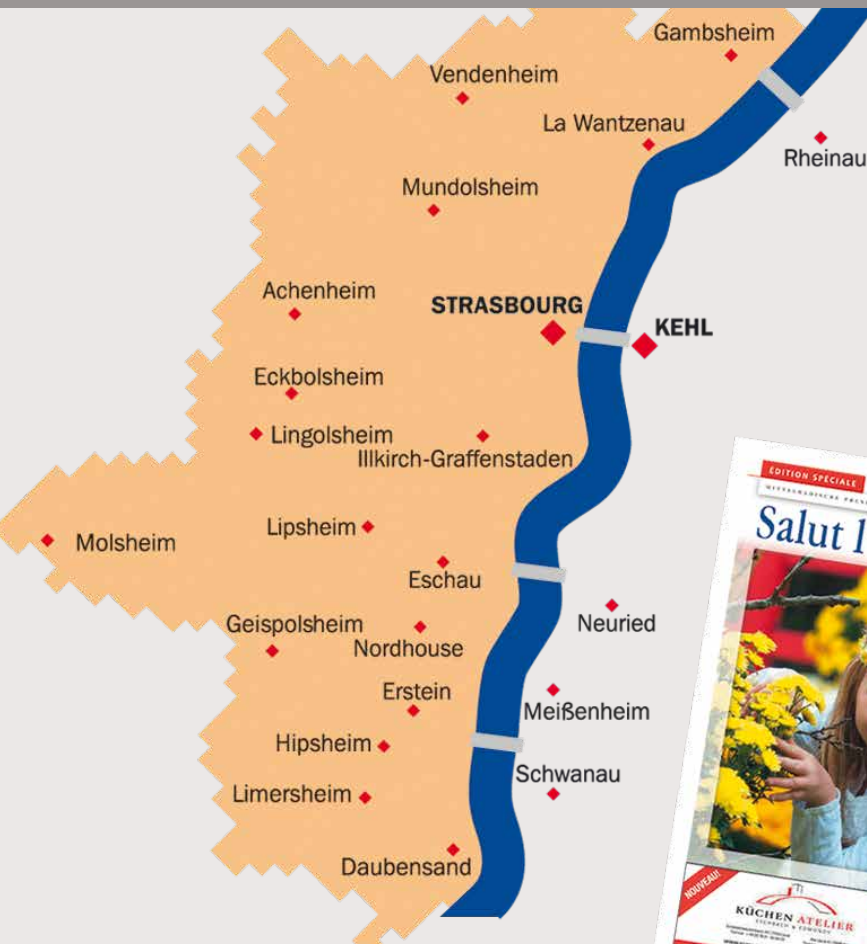 Gambsheim
Vendenheim
La Wantzenau
Rheinau
Mundolsheim
Achenheim
STRASBOURG
KEHL
Eckbolsheim
Lingolsheim
Illkirch-Graffenstaden
ÉDITION SPÉCIALE
Salut l
Lipsheim
Molsheim
Eschau
Geispolsheim
Neuried
Nordhouse
Erstein
Meißenheim
Hipsheim
Schwanau
Limersheim
Daubensand
NOUVEAU!
KÜCHEN ATELIER